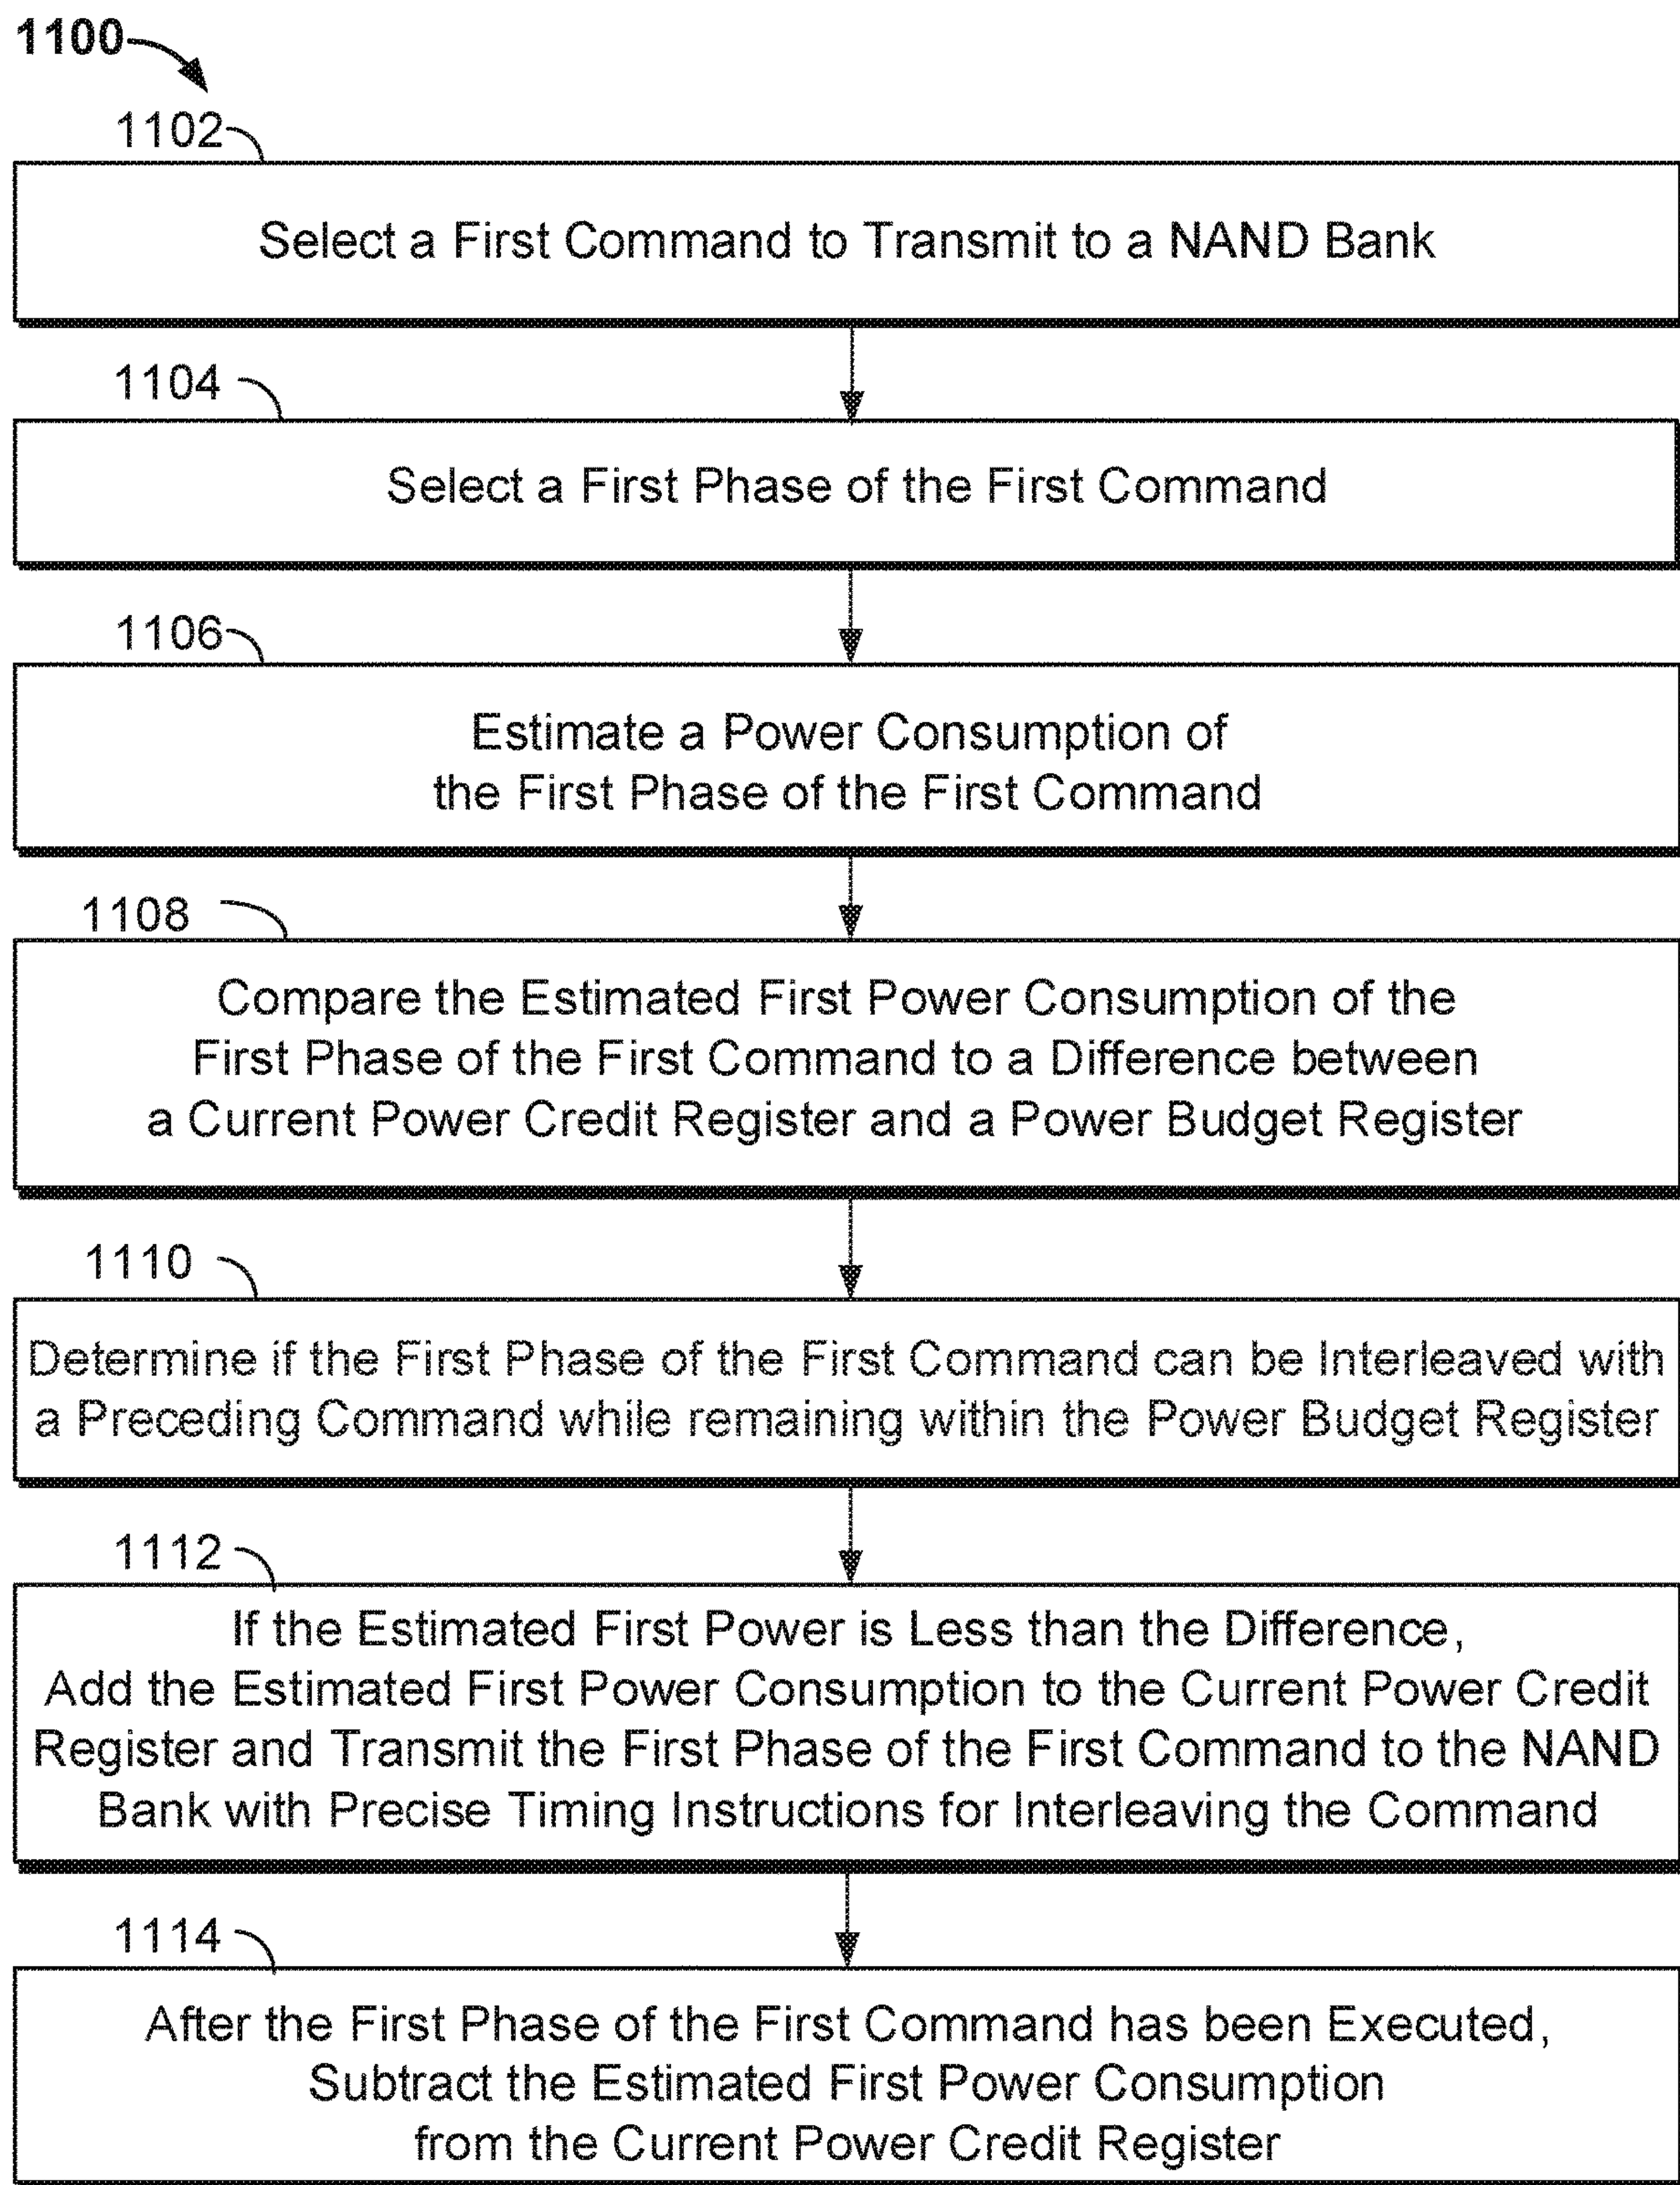 1100
1102
Select a First Command to Transmit to a NAND Bank
1104
Select a First Phase of the First Command
1106
Estimate a Power Consumption of
the First Phase of the First Command
1108
Compare the Estimated First Power Consumption of the
First Phase of the First Command to a Difference between
a Current Power Credit Register and a Power Budget Register
1110
Determine if the First Phase of the First Command can be Interleaved with
a Preceding Command while remaining within the Power Budget Register
1112
If the Estimated First Power is Less than the Difference,
Add the Estimated First Power Consumption to the Current Power Credit
Register and Transmit the First Phase of the First Command to the NAND
Bank with Precise Timing Instructions for Interleaving the Command
1114
After the First Phase of the First Command has been Executed,
Subtract the Estimated First Power Consumption
from the Current Power Credit Register